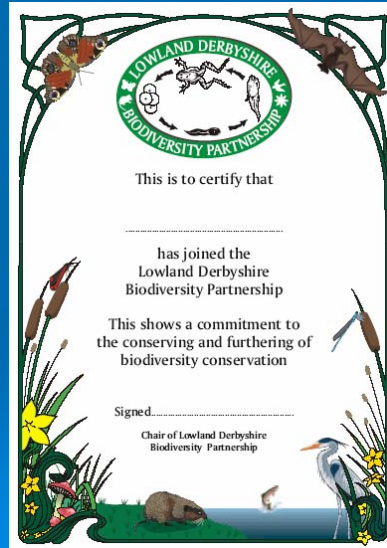 LOWLAND DERBYSHIRE
BIODIVERSITY PARTNERSHIP
This is to certify that
..................................................
has joined the
Lowland Derbyshire
Biodiversity Partnership
This shows a commitment to
the conserving and furthering of
biodiversity conservation
Signed..................................................
Chair of Lowland Derbyshire
Biodiversity Partnership